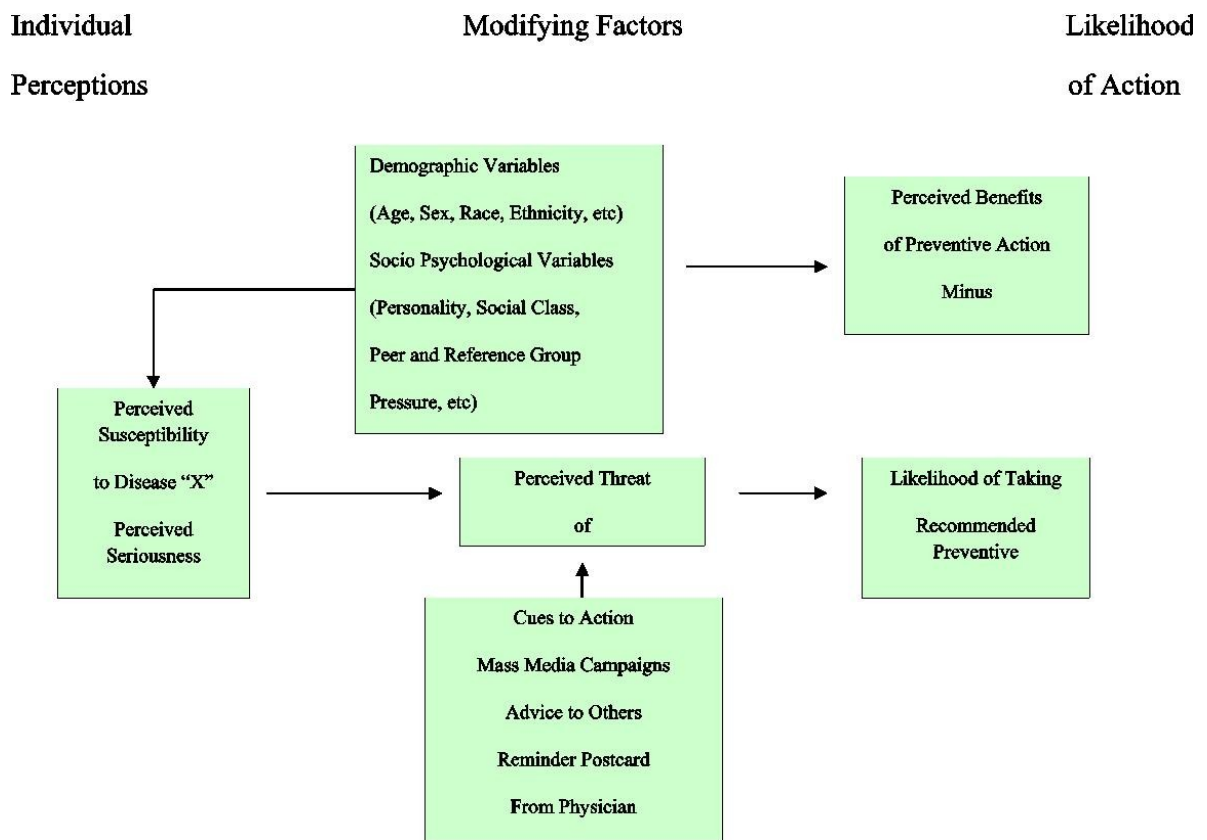 Individual
Perceptions
Modifying Factors
Likelihood
of Action
Demographic Variables
(Age, Sex, Race, Ethnicity, etc)
Socio Psychological Variables
(Personality, Social Class,
Peer and Reference Group
Pressure, etc)
Perceived Benefits
of Preventive Action
Minus
Perceived
Susceptibility
to Disease “X”
Perceived
Seriousness
Perceived Threat
of
Likelihood of Taking
Recommended
Preventive
Cues to Action
Mass Media Campaigns
Advice to Others
Reminder Postcard
From Physician